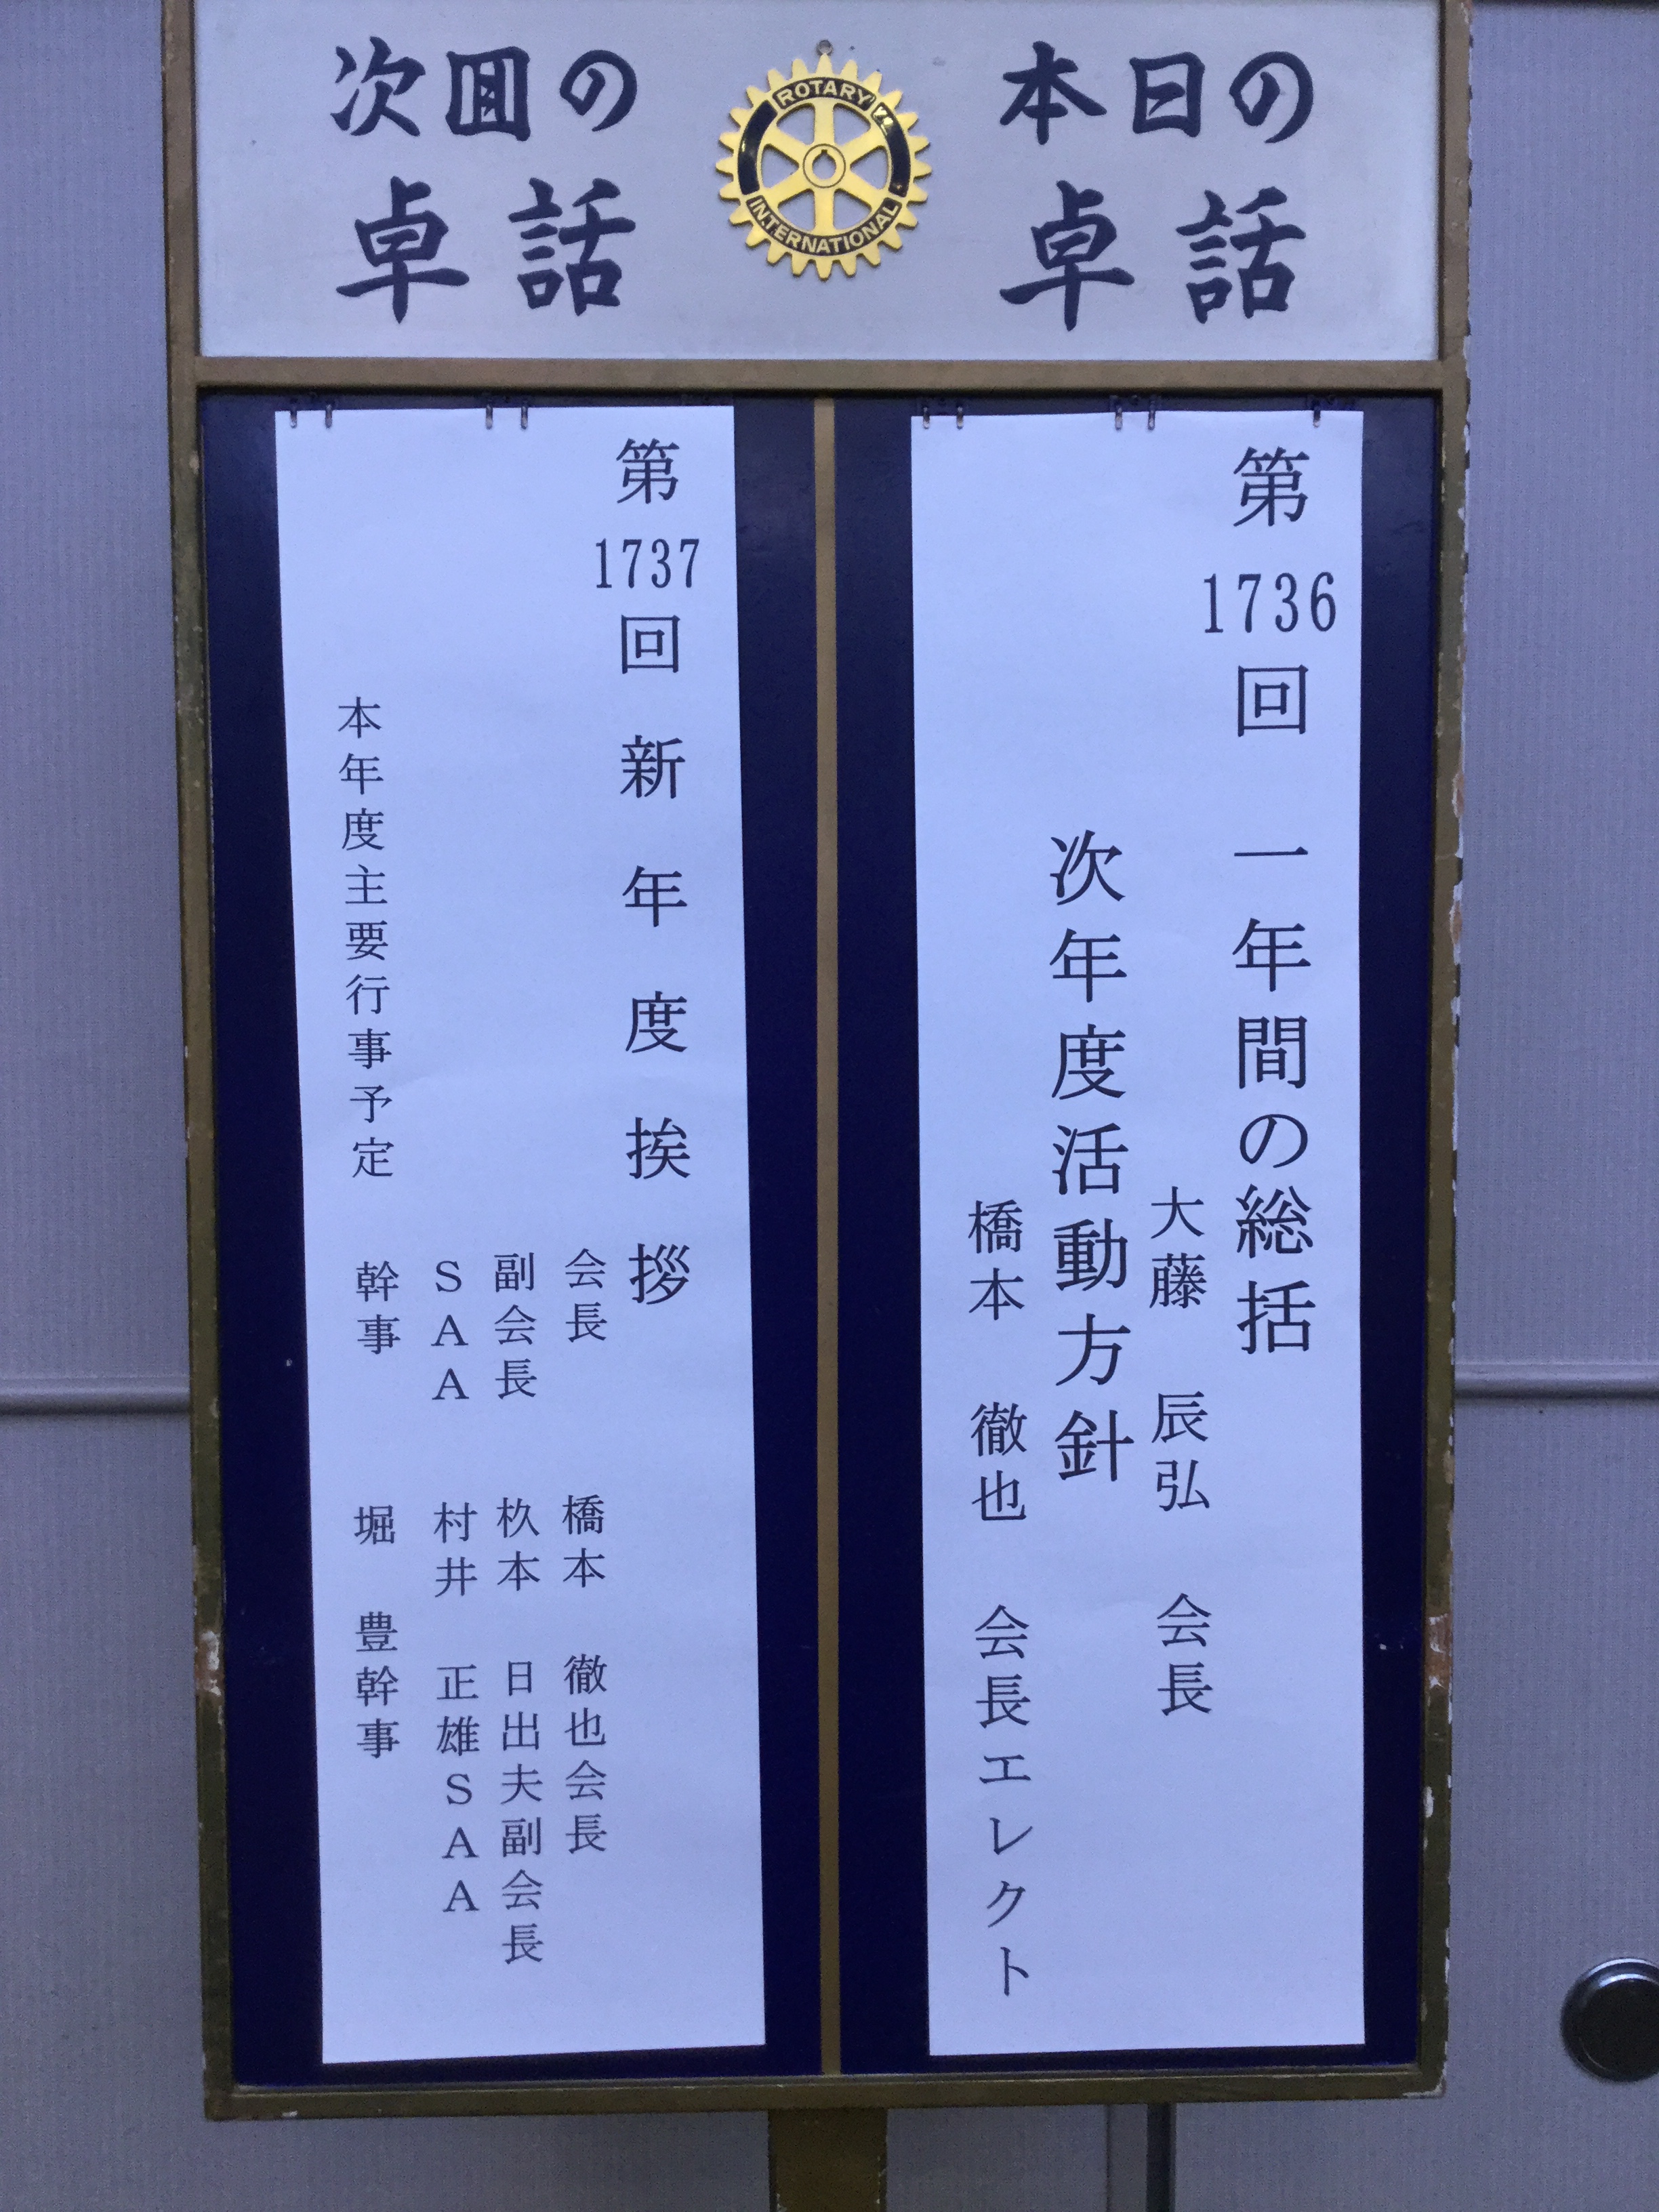 本日の
卓話
ROTARY
INTERNATIONAL
次回の
卓話
第1736回 一年間の総括
大藤 辰弘 会長
次年度活動方針
橋本 徹也 会長エレクト
第1737回 新年度挨拶
会長 橋本 徹也会長
副会長 杦本 日出夫副会長
SAA 村井 正雄SAA
本年度主要行事予定 幹事 堀 豊幹事